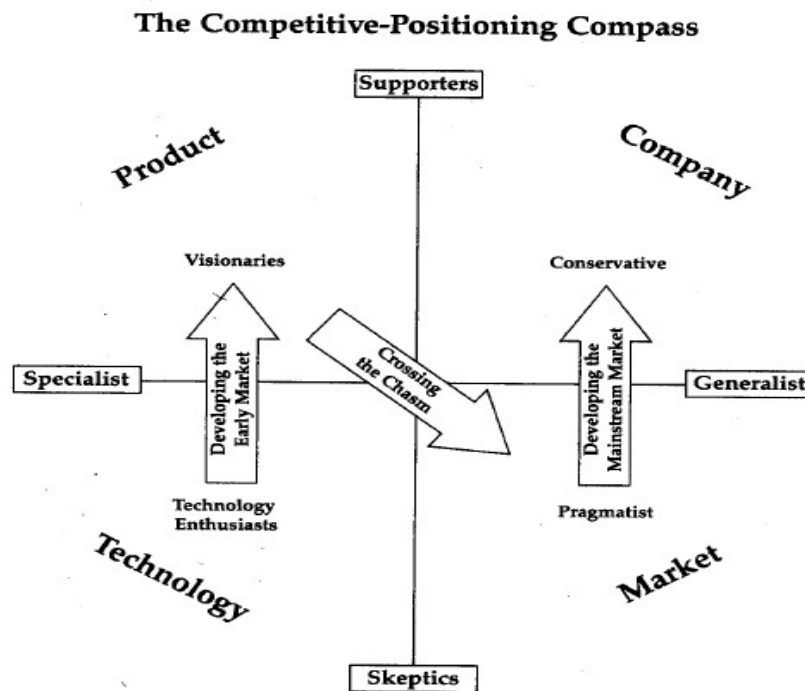 The Competitive-Positioning Compass
Supporters
Product
Company
Visionaries
Conservative
Developing the
Early Market
Crossing
the Chasm
Developing the
Mainstream Market
Specialist
Generalist
Technology
Enthusiasts
Pragmatist
Technology
Market
Skeptics